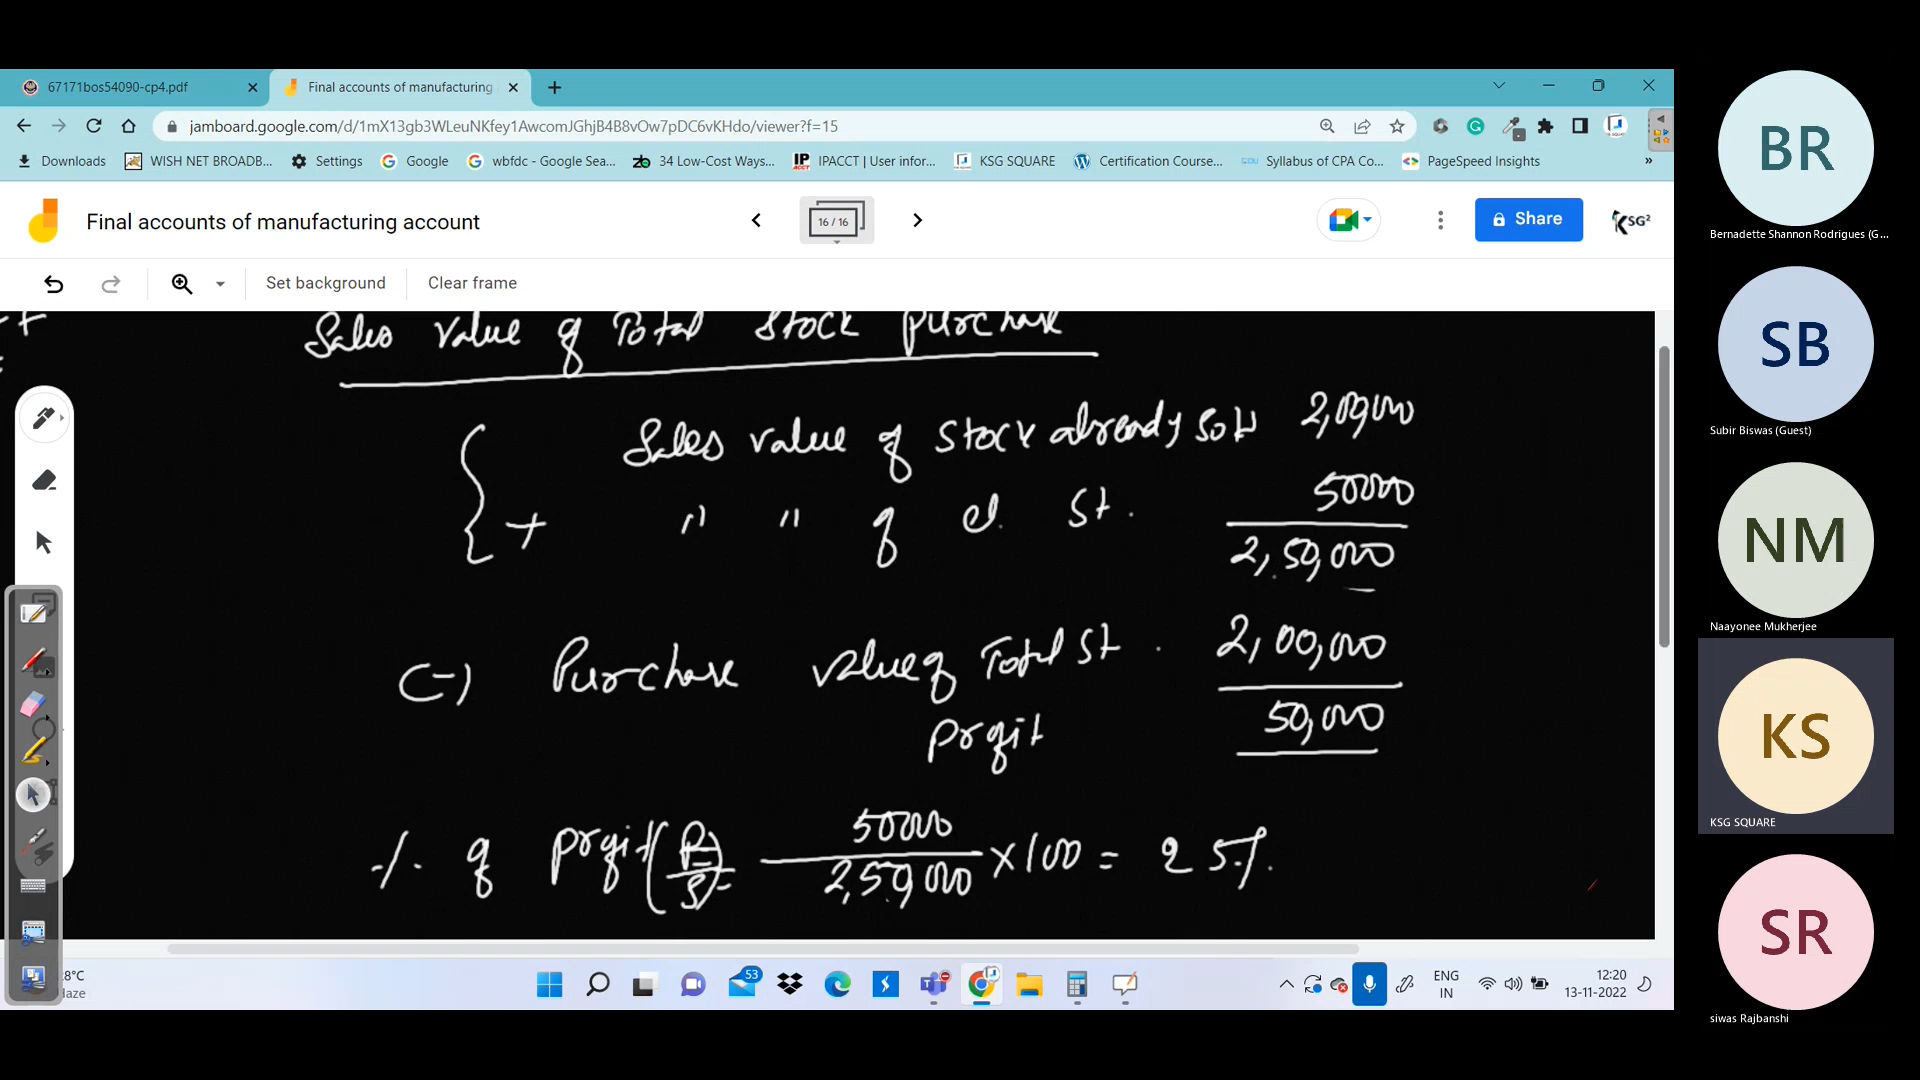 67171bos54090-cp4.pdf
Final accounts of manufacturing
jamboard.google.com/d/1mX13gb3WLeuNKfey1AwcomJGhjB4B8vOw7pDC6vKHdo/viewer?f=15
Downloads
WISH NET BROADB...
Settings
Google
wbfdc - Google Sea...
34 Low-Cost Ways...
IPACCT | User infor...
KSG SQUARE
Certification Course...
Syllabus of CPA Co...
PageSpeed Insights
»
Final accounts of manufacturing account
16 / 16
Share
KSG²
Set background
Clear frame
Sales Value of Total Stock purchase
Sales value of stock already sold 2,00,000
+ " " of cl. St. 50000
2,50,000
(-) Purchase value of Total St. 2,00,000
Profit 50,000
% of Profit (P/S) = 50000/2,50,000 × 100 = 25%
8°C
Haze
53
ENG
IN
12:20
13-11-2022
BR
Bernadette Shannon Rodrigues (G...
SB
Subir Biswas (Guest)
NM
Naayonee Mukherjee
KS
KSG SQUARE
SR
siwas Rajbanshi